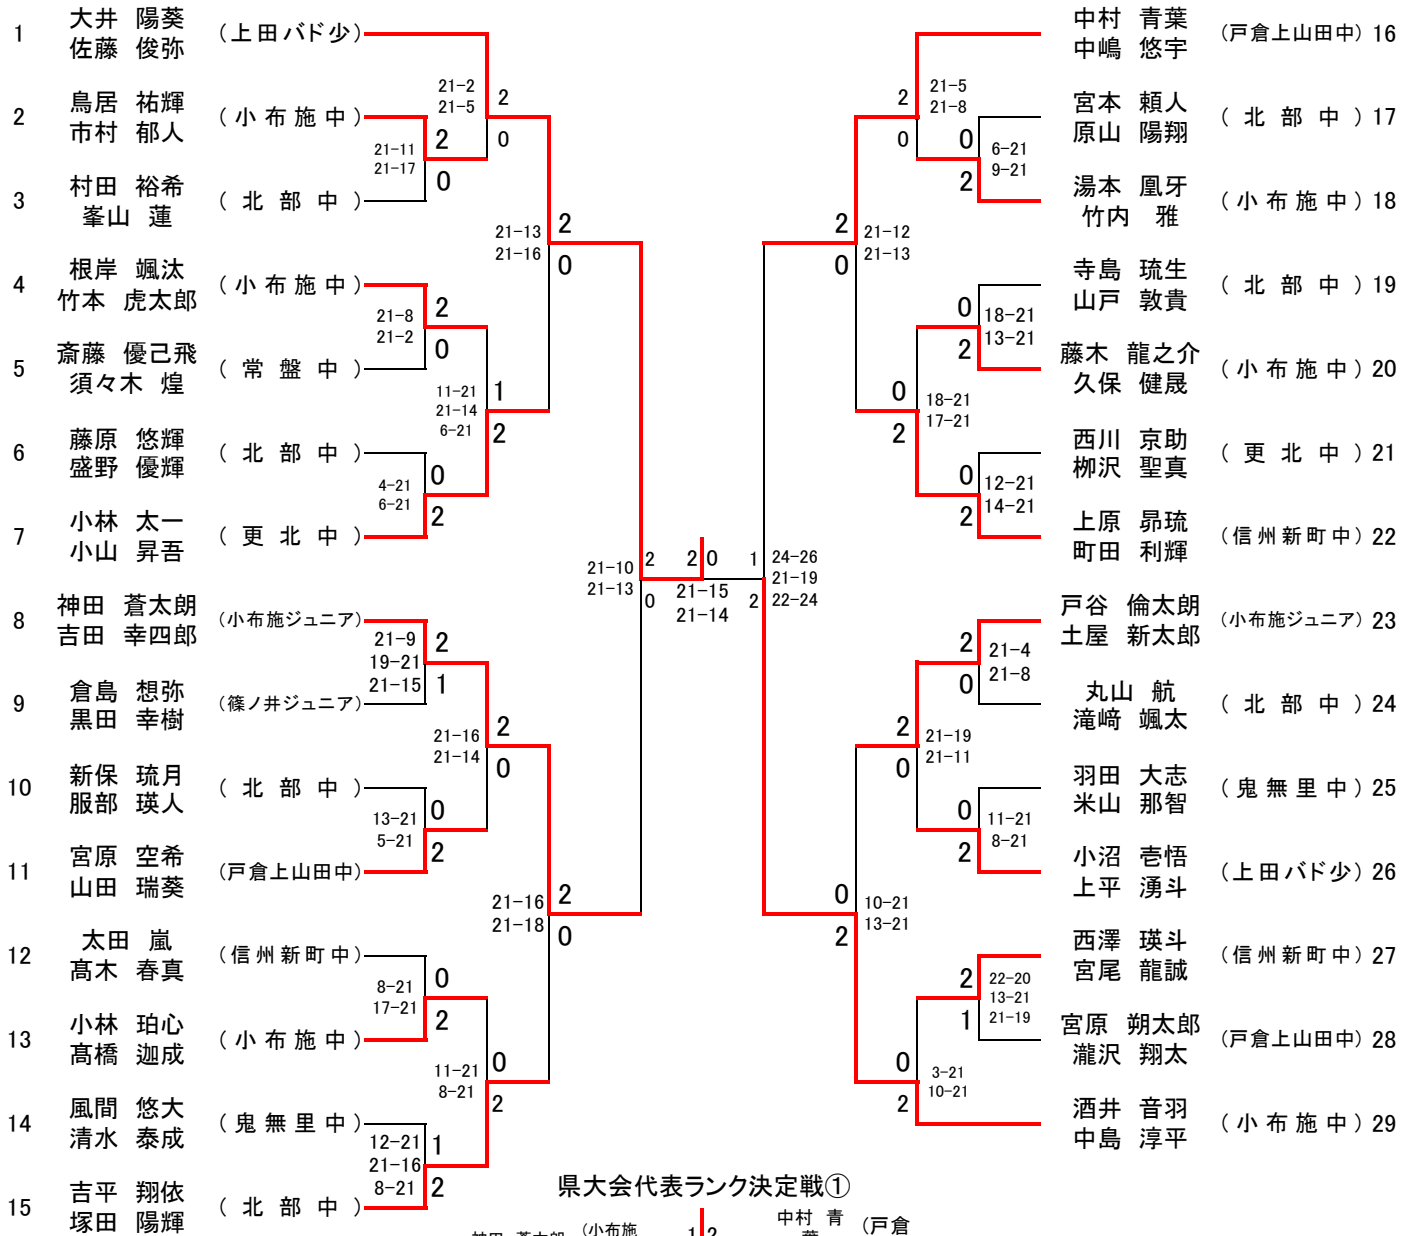 1 大井 陽葵 (上田バド少)
佐藤 俊弥
2 鳥居 祐輝 (小布施中)
市村 郁人
3 村田 裕希 (北部中)
峯山 蓮
4 根岸 颯汰 (小布施中)
竹本 虎太郎
5 斎藤 優己飛 (常盤中)
須々木 煌
6 藤原 悠輝 (北部中)
盛野 優輝
7 小林 太一 (更北中)
小山 昇吾
8 神田 蒼太朗 (小布施ジュニア)
吉田 幸四郎
9 倉島 想弥 (篠ノ井ジュニア)
黒田 幸樹
10 新保 琉月 (北部中)
服部 瑛人
11 宮原 空希 (戸倉上山田中)
山田 瑞葵
12 太田 嵐 (信州新町中)
髙木 春真
13 小林 珀心 (小布施中)
髙橋 迦成
14 風間 悠大 (鬼無里中)
清水 泰成
15 吉平 翔依 (北部中)
塚田 陽輝
21-11 2
21-17 0
21-8 2
21-2 0
4-21 0
6-21 2
21-9 2
19-21
21-15 1
13-21 0
5-21 2
8-21 0
17-21 2
12-21 1
21-16
8-21 2
21-2 2
21-5 0
11-21 1
21-14
6-21 2
21-16 2
21-14 0
11-21 0
8-21 2
21-13 2
21-16 0
21-16 2
21-18 0
21-10 2
21-13 0
2 0
21-15
21-14
1 24-26
21-19
2 22-24
2 21-12
0 21-13
0 10-21
2 13-21
2 21-5
0 21-8
0 18-21
2 17-21
2 21-19
0 21-11
0 3-21
2 10-21
0 6-21
2 9-21
0 18-21
2 13-21
0 12-21
2 14-21
2 21-4
0 21-8
0 11-21
2 8-21
2 22-20
13-21
1 21-19
中村 青葉 (戸倉上山田中) 16
中嶋 悠宇
宮本 頼人 (北部中) 17
原山 陽翔
湯本 凰牙 (小布施中) 18
竹内 雅
寺島 琉生 (北部中) 19
山戸 敦貴
藤木 龍之介 (小布施中) 20
久保 健晟
西川 京助 (更北中) 21
栁沢 聖真
上原 昴琉 (信州新町中) 22
町田 利輝
戸谷 倫太朗 (小布施ジュニア) 23
土屋 新太郎
丸山 航 (北部中) 24
滝﨑 颯太
羽田 大志 (鬼無里中) 25
米山 那智
小沼 壱悟 (上田バド少) 26
上平 湧斗
西澤 瑛斗 (信州新町中) 27
宮尾 龍誠
宮原 朔太郎 (戸倉上山田中) 28
瀧沢 翔太
酒井 音羽 (小布施中) 29
中島 淳平
県大会代表ランク決定戦①
(小布施 1 2 中村 青 (戸倉